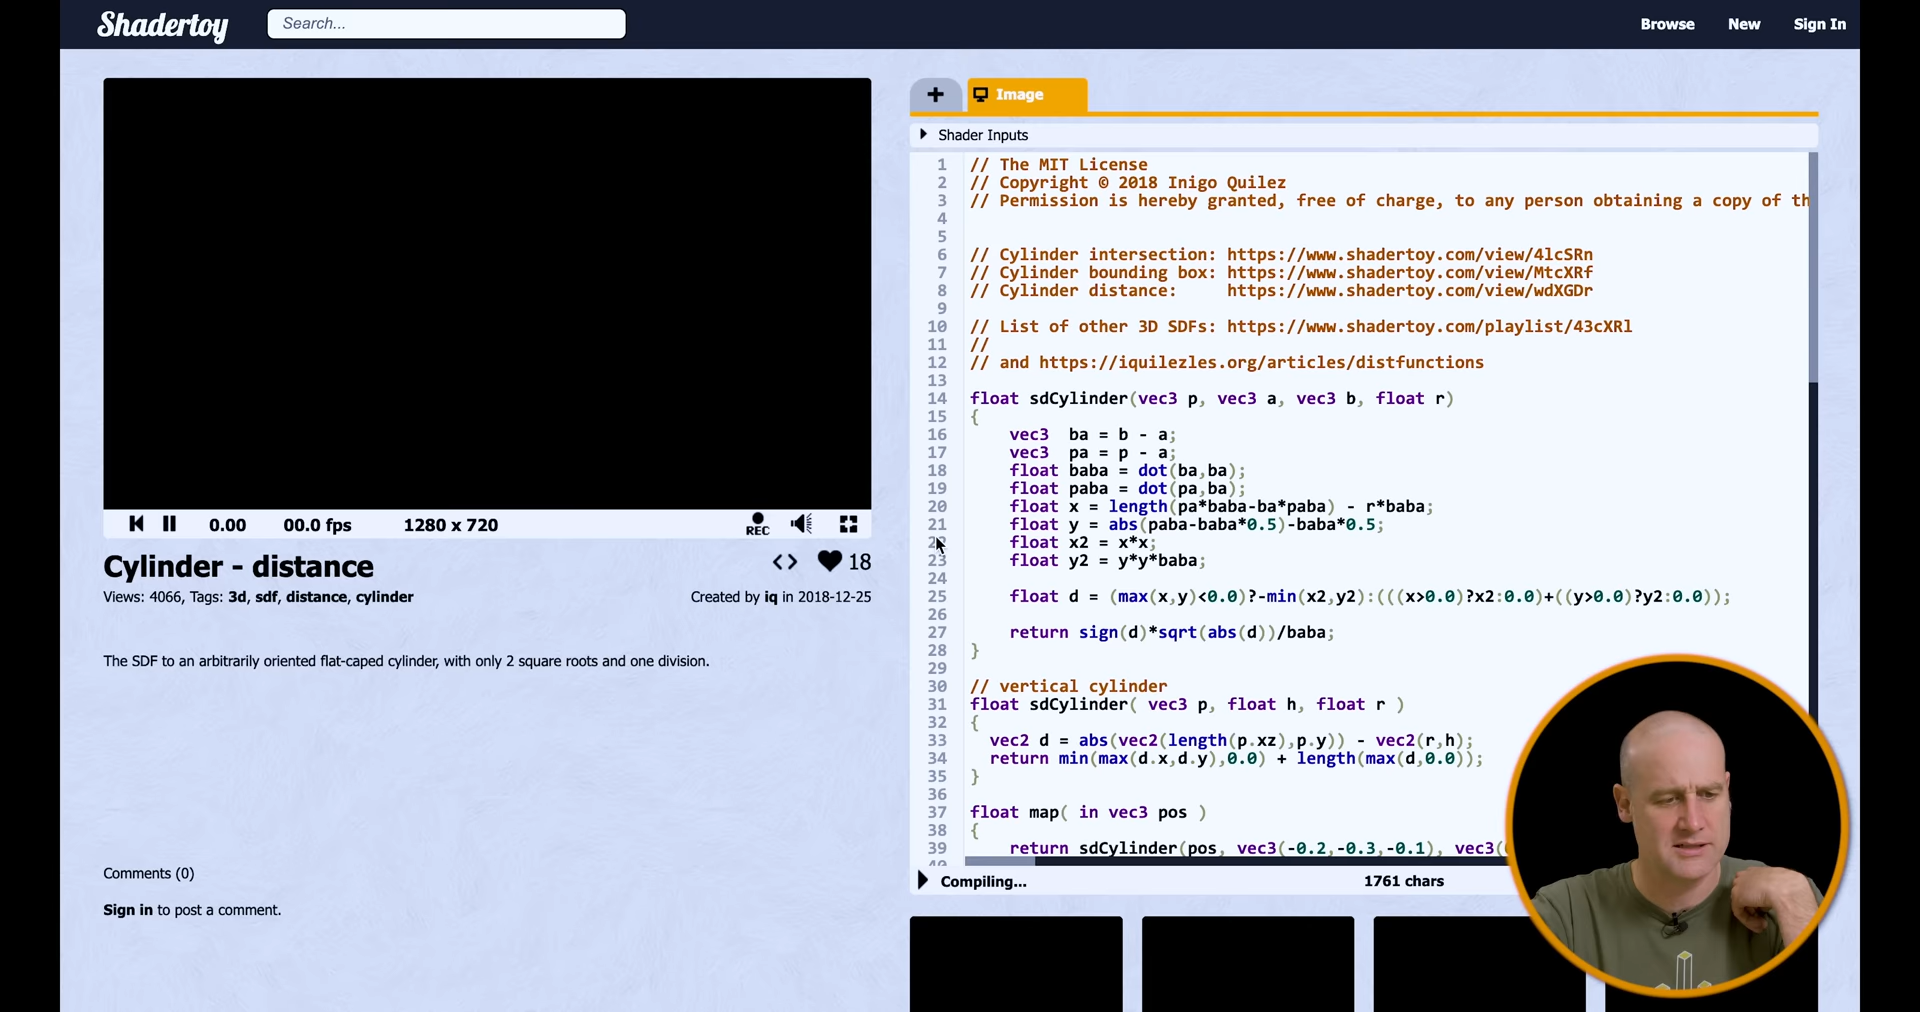 Shadertoy
Search...
Browse New Sign In
+ Image
Shader Inputs
1 // The MIT License
2 // Copyright © 2018 Inigo Quilez
3 // Permission is hereby granted, free of charge, to any person obtaining a copy of th
4
5
6 // Cylinder intersection: https://www.shadertoy.com/view/4lcSRn
7 // Cylinder bounding box: https://www.shadertoy.com/view/MtcXRf
8 // Cylinder distance:     https://www.shadertoy.com/view/wdXGDr
9
10 // List of other 3D SDFs: https://www.shadertoy.com/playlist/43cXRl
11 //
12 // and https://iquilezles.org/articles/distfunctions
13
14 float sdCylinder(vec3 p, vec3 a, vec3 b, float r)
15 {
16     vec3  ba = b - a;
17     vec3  pa = p - a;
18     float baba = dot(ba,ba);
19     float paba = dot(pa,ba);
20     float x = length(pa*baba-ba*paba) - r*baba;
21     float y = abs(paba-baba*0.5)-baba*0.5;
22     float x2 = x*x;
23     float y2 = y*y*baba;
24
25     float d = (max(x,y)<0.0)?-min(x2,y2):(((x>0.0)?x2:0.0)+((y>0.0)?y2:0.0));
26
27     return sign(d)*sqrt(abs(d))/baba;
28 }
29
30 // vertical cylinder
31 float sdCylinder( vec3 p, float h, float r )
32 {
33   vec2 d = abs(vec2(length(p.xz),p.y)) - vec2(r,h);
34   return min(max(d.x,d.y),0.0) + length(max(d,0.0));
35 }
36
37 float map( in vec3 pos )
38 {
39     return sdCylinder(pos, vec3(-0.2,-0.3,-0.1), vec3(
40
Compiling...
1761 chars
0.00 00.0 fps 1280 x 720 REC
Cylinder - distance
18
Views: 4066, Tags: 3d, sdf, distance, cylinder
Created by iq in 2018-12-25
The SDF to an arbitrarily oriented flat-caped cylinder, with only 2 square roots and one division.
Comments (0)
Sign in to post a comment.